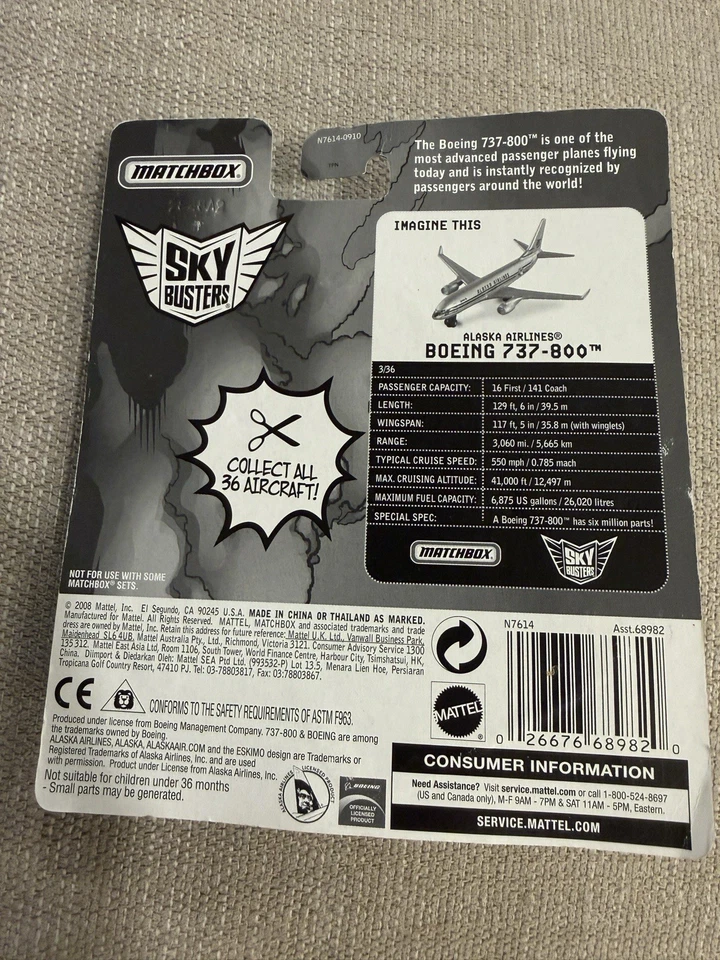 N7614-0910
7PM
MATCHBOX®
The Boeing 737-800™ is one of the
most advanced passenger planes flying
today and is instantly recognized by
passengers around the world!
SKY
BUSTERS®
IMAGINE THIS
ALASKA AIRLINES
ALASKA AIRLINES®
BOEING 737-800™
3/36
PASSENGER CAPACITY: 16 First / 141 Coach
LENGTH: 129 ft, 6 in / 39.5 m
WINGSPAN: 117 ft, 5 in / 35.8 m (with winglets)
RANGE: 3,060 mi. / 5,665 km
TYPICAL CRUISE SPEED: 550 mph / 0.785 mach
MAX. CRUISING ALTITUDE: 41,000 ft / 12,497 m
MAXIMUM FUEL CAPACITY: 6,875 US gallons / 26,020 litres
SPECIAL SPEC: A Boeing 737-800™ has six million parts!
MATCHBOX
SKY
BUSTERS
COLLECT ALL
36 AIRCRAFT!
NOT FOR USE WITH SOME
MATCHBOX® SETS.
© 2008 Mattel, Inc. El Segundo, CA 90245 U.S.A. MADE IN CHINA OR THAILAND AS MARKED.
Manufactured for Mattel. All Rights Reserved. MATTEL, MATCHBOX and associated trademarks and trade
dress are owned by Mattel, Inc. Retain this address for future reference: Mattel U.K. Ltd., Vanwall Business Park,
Maidenhead SL6 4UB. Mattel Australia Pty., Ltd., Richmond, Victoria 3121. Consumer Advisory Service 1300
135 312. Mattel East Asia Ltd, Room 1106, South Tower, World Finance Centre, Harbour City, Tsimshatsui, HK,
China. Diimport & Diedarkan Oleh: Mattel SEA Ptd Ltd. (993532-P) Lot 13.5, Menara Lien Hoe, Persiaran
Tropicana Golf Country Resort, 47410 PJ. Tel: 03-78803817, Fax:03-78803867.
CE
CONFORMS TO THE SAFETY REQUIREMENTS OF ASTM F963.
Produced under license from Boeing Management Company. 737-800 & BOEING are among
the trademarks owned by Boeing.
ALASKA AIRLINES, ALASKA, ALASKAAIR.COM and the ESKIMO design are Trademarks or
Registered Trademarks of Alaska Airlines, Inc. and are used
with permission. Product under License from Alaska Airlines, Inc.
Not suitable for children under 36 months
- Small parts may be generated.
ALASKA AIRLINES LICENSED PRODUCT
BOEING
OFFICIALLY
LICENSED
PRODUCT
MATTEL®
N7614 Asst.68982
0 26676 68982 0
CONSUMER INFORMATION
Need Assistance? Visit service.mattel.com or call 1-800-524-8697
(US and Canada only), M-F 9AM - 7PM & SAT 11AM - 5PM, Eastern.
SERVICE.MATTEL.COM